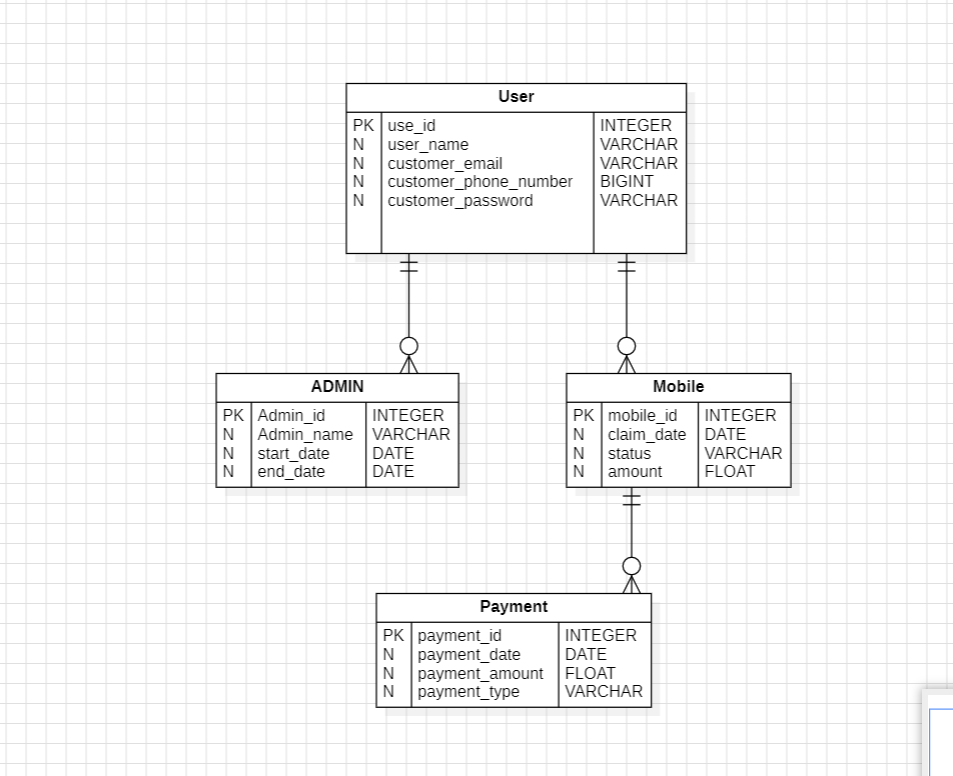 User
PK use_id INTEGER
N user_name VARCHAR
N customer_email VARCHAR
N customer_phone_number BIGINT
N customer_password VARCHAR
ADMIN
PK Admin_id INTEGER
N Admin_name VARCHAR
N start_date DATE
N end_date DATE
Mobile
PK mobile_id INTEGER
N claim_date DATE
N status VARCHAR
N amount FLOAT
Payment
PK payment_id INTEGER
N payment_date DATE
N payment_amount FLOAT
N payment_type VARCHAR